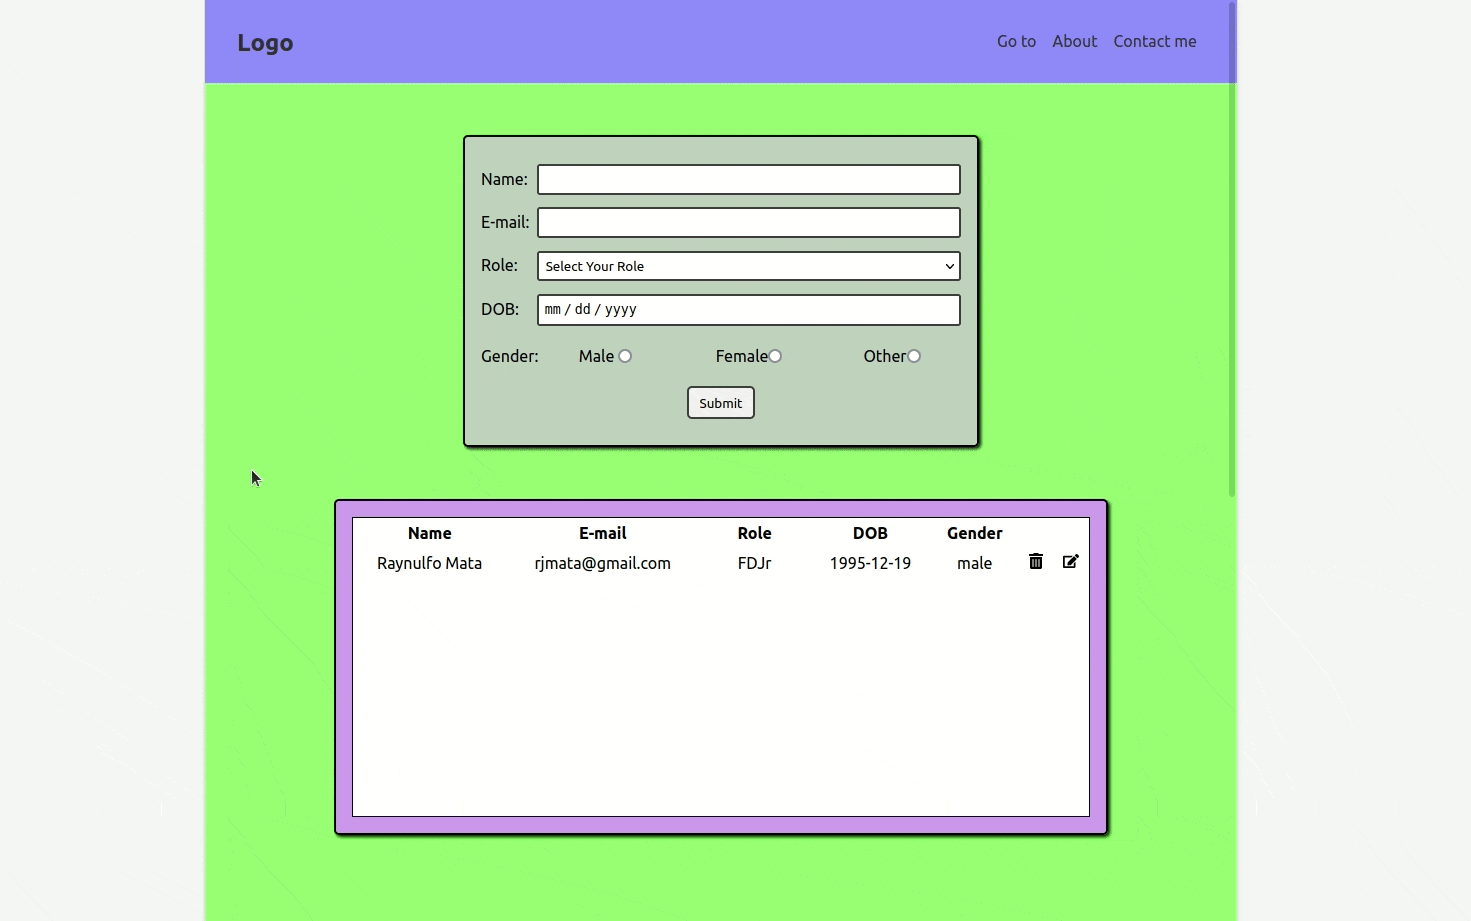 Logo Go to About Contact me
Name:
E-mail:
Role: Select Your Role
DOB: mm / dd / yyyy
Gender: Male Female Other
Submit
Name E-mail Role DOB Gender
Raynulfo Mata rjmata@gmail.com FDJr 1995-12-19 male